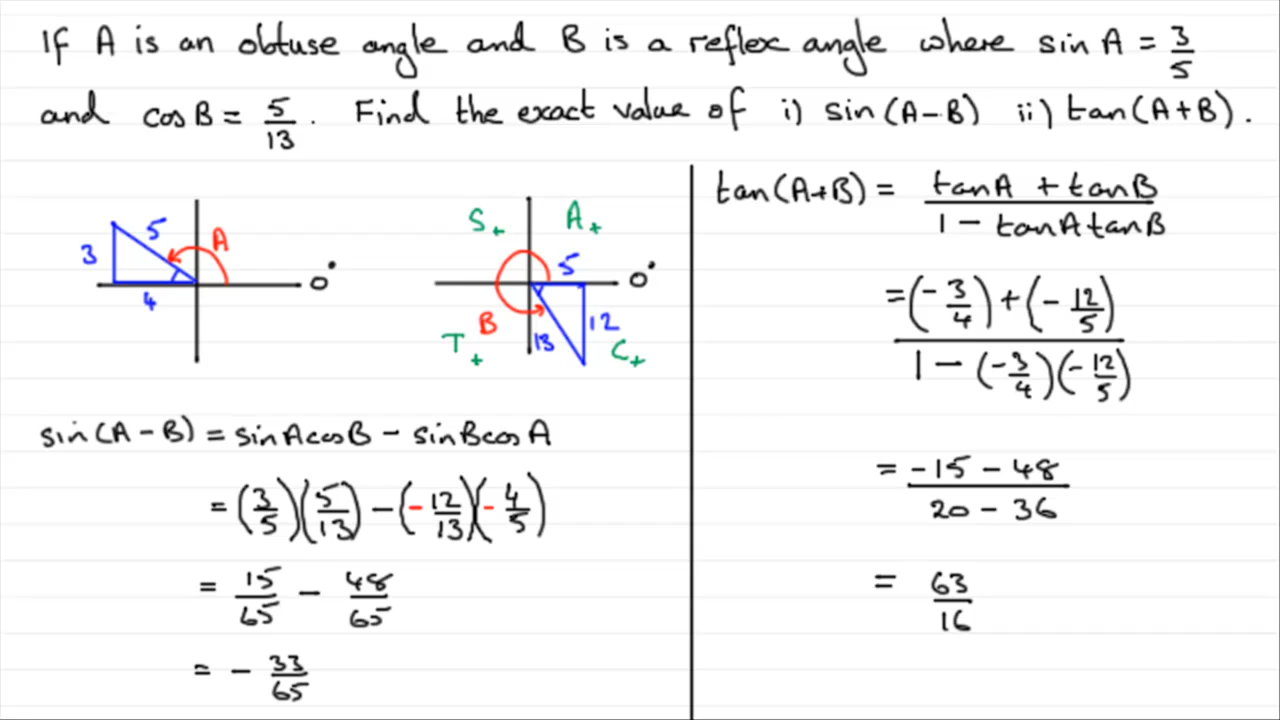 If A is an obtuse angle and B is a reflex angle where sin A = 3/5
and cos B = 5/13. Find the exact value of i) sin(A-B) ii) tan(A+B).
3 5 A 4 0°
S+ A+ 5 0° B 13 12 T+ C+
sin(A - B) = sinAcosB - sinBcosA
= (3/5)(5/13) - (-12/13)(-4/5)
= 15/65 - 48/65
= - 33/65
tan(A+B) = tanA + tanB / 1 - tanAtanB
= (-3/4) + (-12/5) / 1 - (-3/4)(-12/5)
= -15 - 48 / 20 - 36
= 63/16